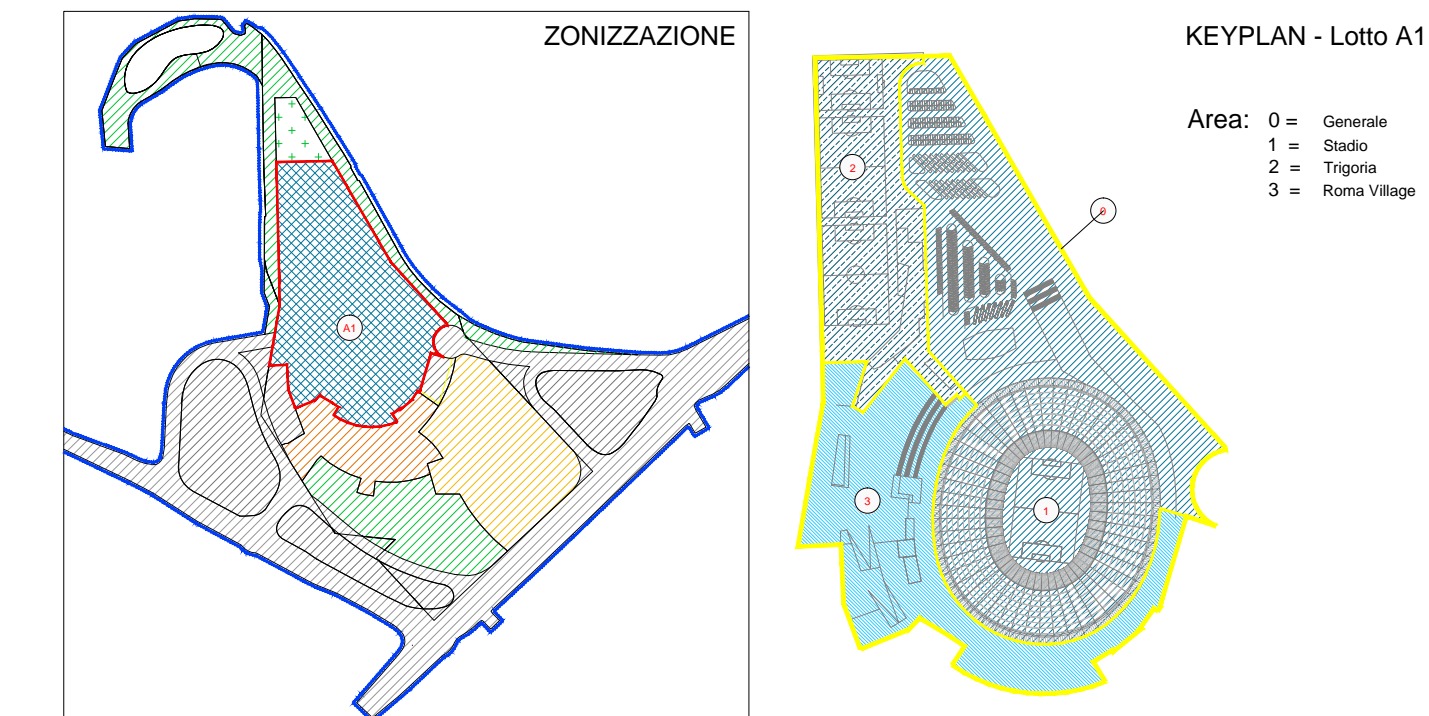 ZONIZZAZIONE
A1
KEYPLAN - Lotto A1
Area: 0 = Generale
1 = Stadio
2 = Trigoria
3 = Roma Village
2
0
3
1